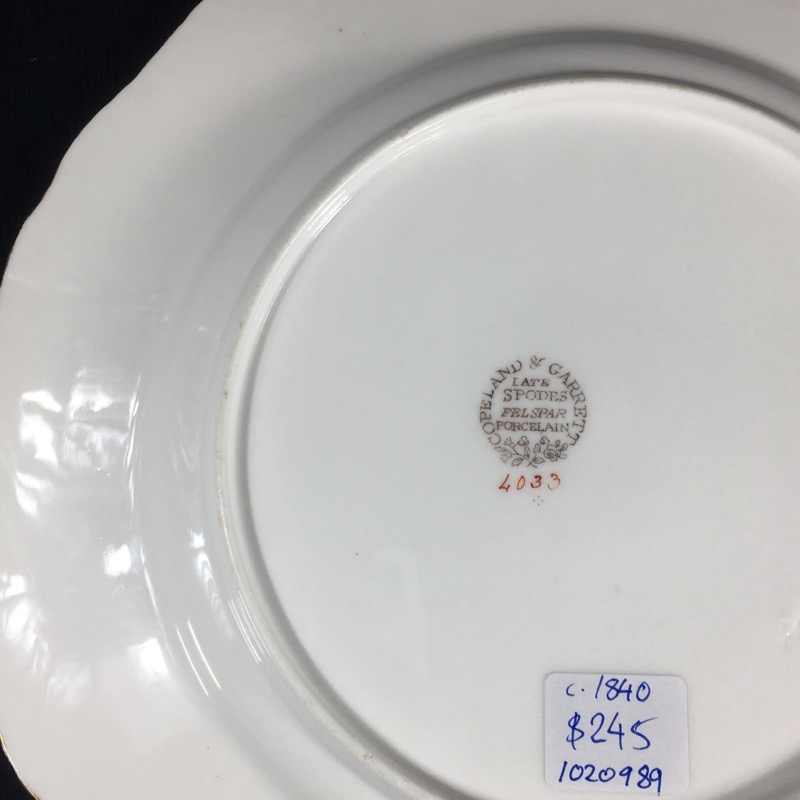 COPELAND & GARRETT
LATE
SPODES
FELSPAR
PORCELAIN
4033
c. 1840
$245
1020989